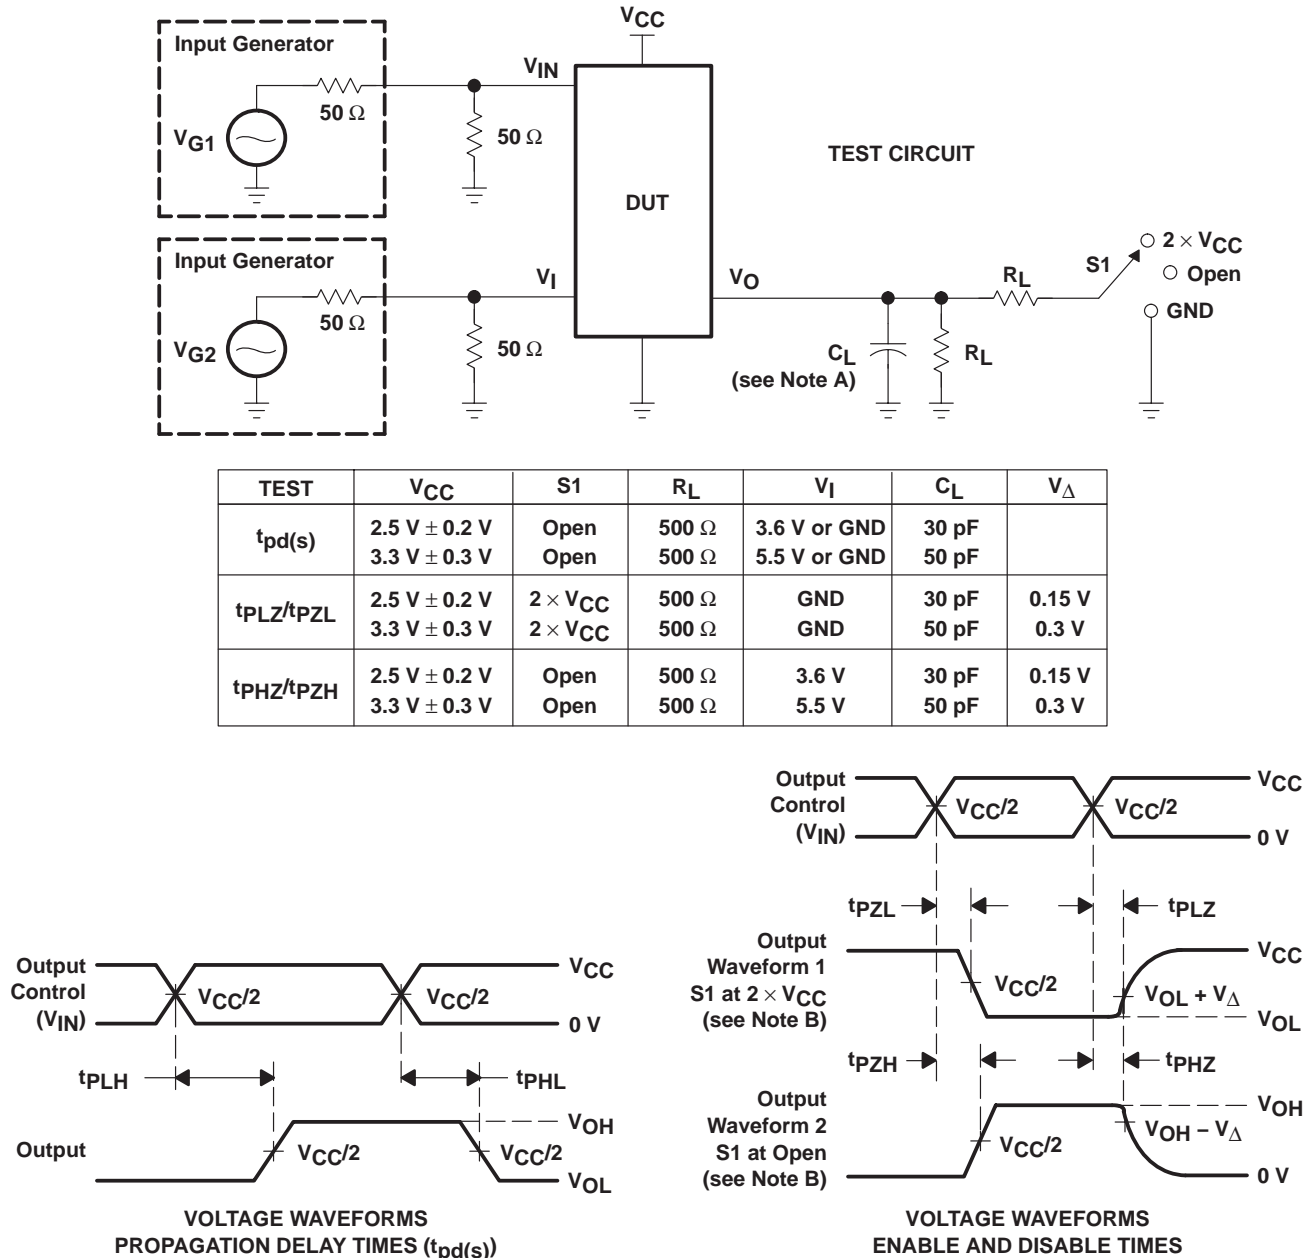 VCC
Input Generator
VIN
50 Ω
VG1
50 Ω
TEST CIRCUIT
DUT
Input Generator
VI
50 Ω
VG2
50 Ω
VO
RL
S1
2 × VCC
Open
GND
CL
(see Note A)
RL
TEST VCC S1 RL VI CL VΔ
tpd(s) 2.5 V ± 0.2 V Open 500 Ω 3.6 V or GND 30 pF
3.3 V ± 0.3 V Open 500 Ω 5.5 V or GND 50 pF
tPLZ/tPZL 2.5 V ± 0.2 V 2 × VCC 500 Ω GND 30 pF 0.15 V
3.3 V ± 0.3 V 2 × VCC 500 Ω GND 50 pF 0.3 V
tPHZ/tPZH 2.5 V ± 0.2 V Open 500 Ω 3.6 V 30 pF 0.15 V
3.3 V ± 0.3 V Open 500 Ω 5.5 V 50 pF 0.3 V
Output
Control
(VIN)
VCC/2
VCC/2
VCC
0 V
tPLH
tPHL
Output
VCC/2
VCC/2
VOH
VOL
VOLTAGE WAVEFORMS
PROPAGATION DELAY TIMES (tpd(s))
Output
Control
(VIN)
VCC/2
VCC/2
VCC
0 V
tPZL
tPLZ
Output
Waveform 1
S1 at 2 × VCC
(see Note B)
VCC/2
VCC
VOL + VΔ
VOL
tPZH
tPHZ
Output
Waveform 2
S1 at Open
(see Note B)
VCC/2
VOH
VOH − VΔ
0 V
VOLTAGE WAVEFORMS
ENABLE AND DISABLE TIMES